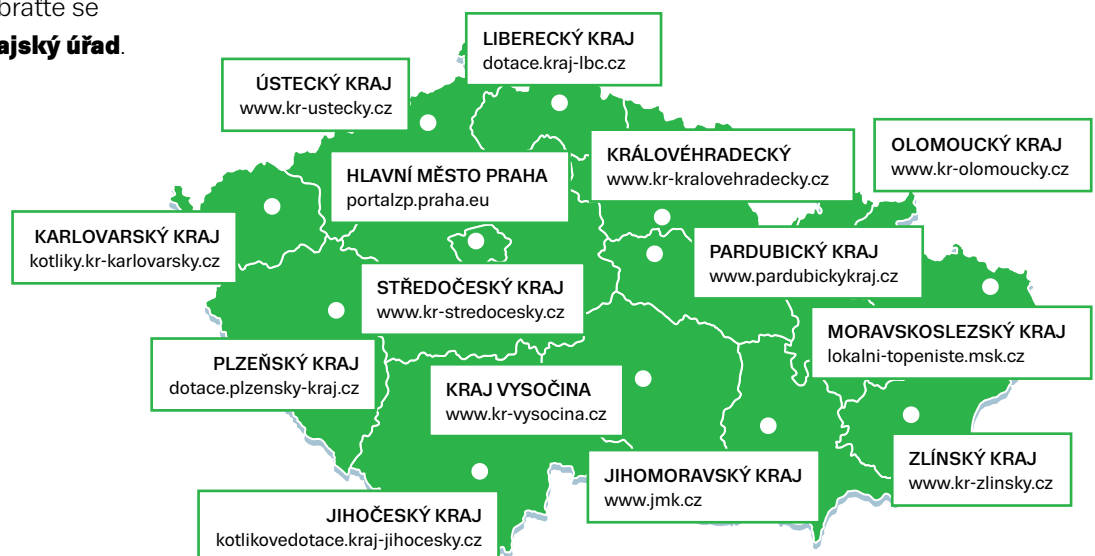 braťte se
ajský úřad.
LIBERECKÝ KRAJ
dotace.kraj-lbc.cz
ÚSTECKÝ KRAJ
www.kr-ustecky.cz
HLAVNÍ MĚSTO PRAHA
portalzp.praha.eu
KRÁLOVÉHRADECKÝ
www.kr-kralovehradecky.cz
OLOMOUCKÝ KRAJ
www.kr-olomoucky.cz
KARLOVARSKÝ KRAJ
kotliky.kr-karlovarsky.cz
PARDUBICKÝ KRAJ
www.pardubickykraj.cz
STŘEDOČESKÝ KRAJ
www.kr-stredocesky.cz
MORAVSKOSLEZSKÝ KRAJ
lokalni-topeniste.msk.cz
PLZEŇSKÝ KRAJ
dotace.plzensky-kraj.cz
KRAJ VYSOČINA
www.kr-vysocina.cz
ZLÍNSKÝ KRAJ
www.kr-zlinsky.cz
JIHOMORAVSKÝ KRAJ
www.jmk.cz
JIHOČESKÝ KRAJ
kotlikovedotace.kraj-jihocesky.cz